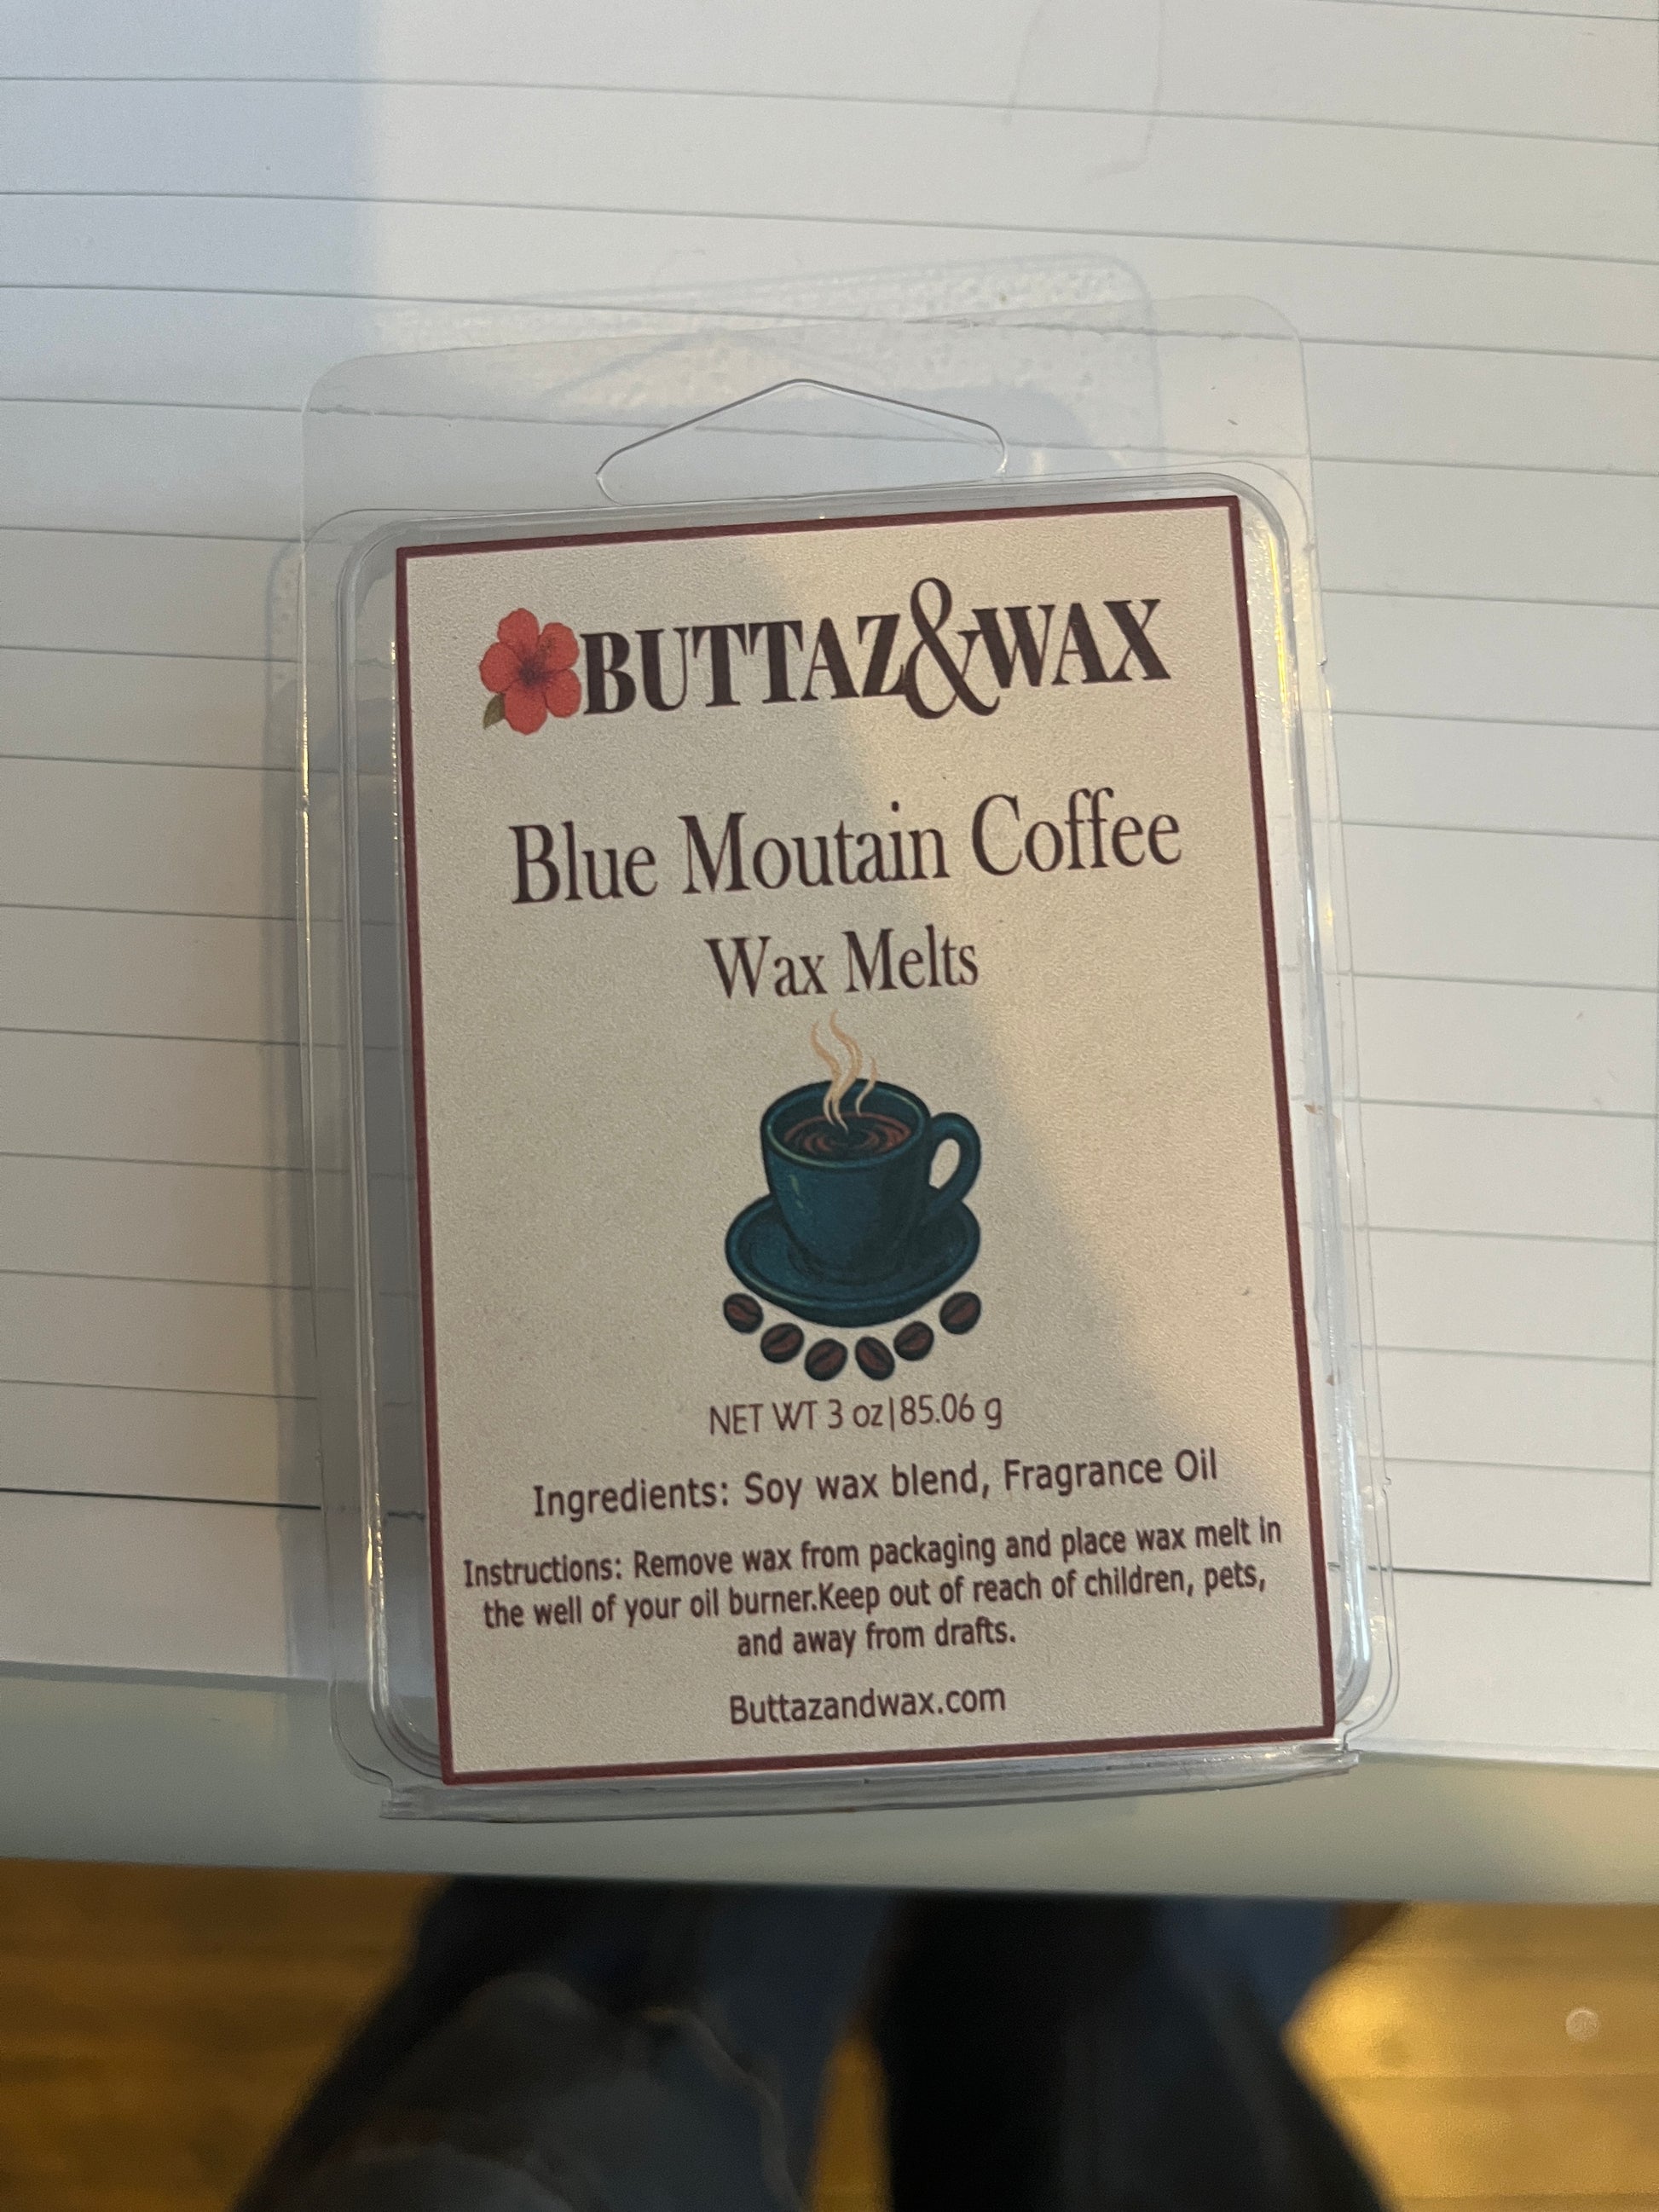 BUTTAZ&WAX
Blue Moutain Coffee
Wax Melts
NET WT 3 oz|85.06 g
Ingredients: Soy wax blend, Fragrance Oil
Instructions: Remove wax from packaging and place wax melt in
the well of your oil burner.Keep out of reach of children, pets,
and away from drafts.
Buttazandwax.com